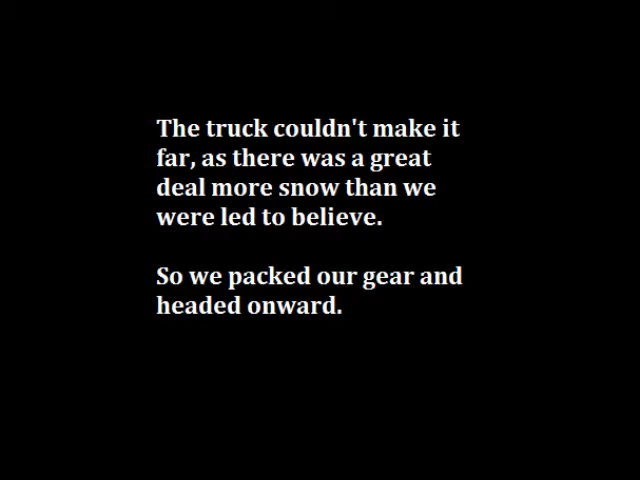 The truck couldn't make it
far, as there was a great
deal more snow than we
were led to believe.
So we packed our gear and
headed onward.